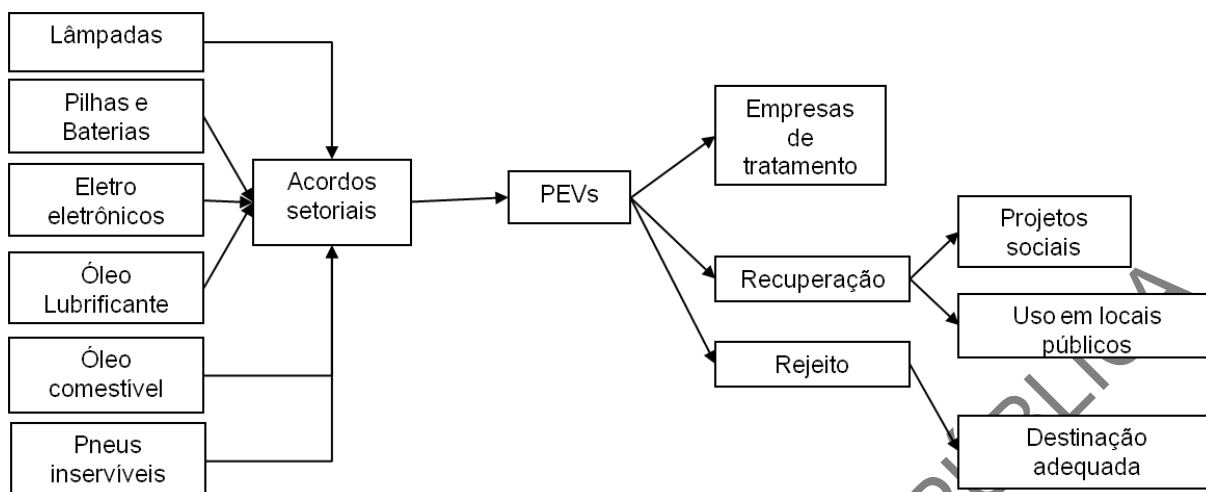 Lâmpadas
Pilhas e
Baterias
Eletro
eletrônicos
Óleo
Lubrificante
Óleo
comestível
Pneus
inservíveis
Acordos
setoriais
PEVs
Empresas
de
tratamento
Recuperação
Rejeito
Projetos
sociais
Uso em locais
públicos
Destinação
adequada